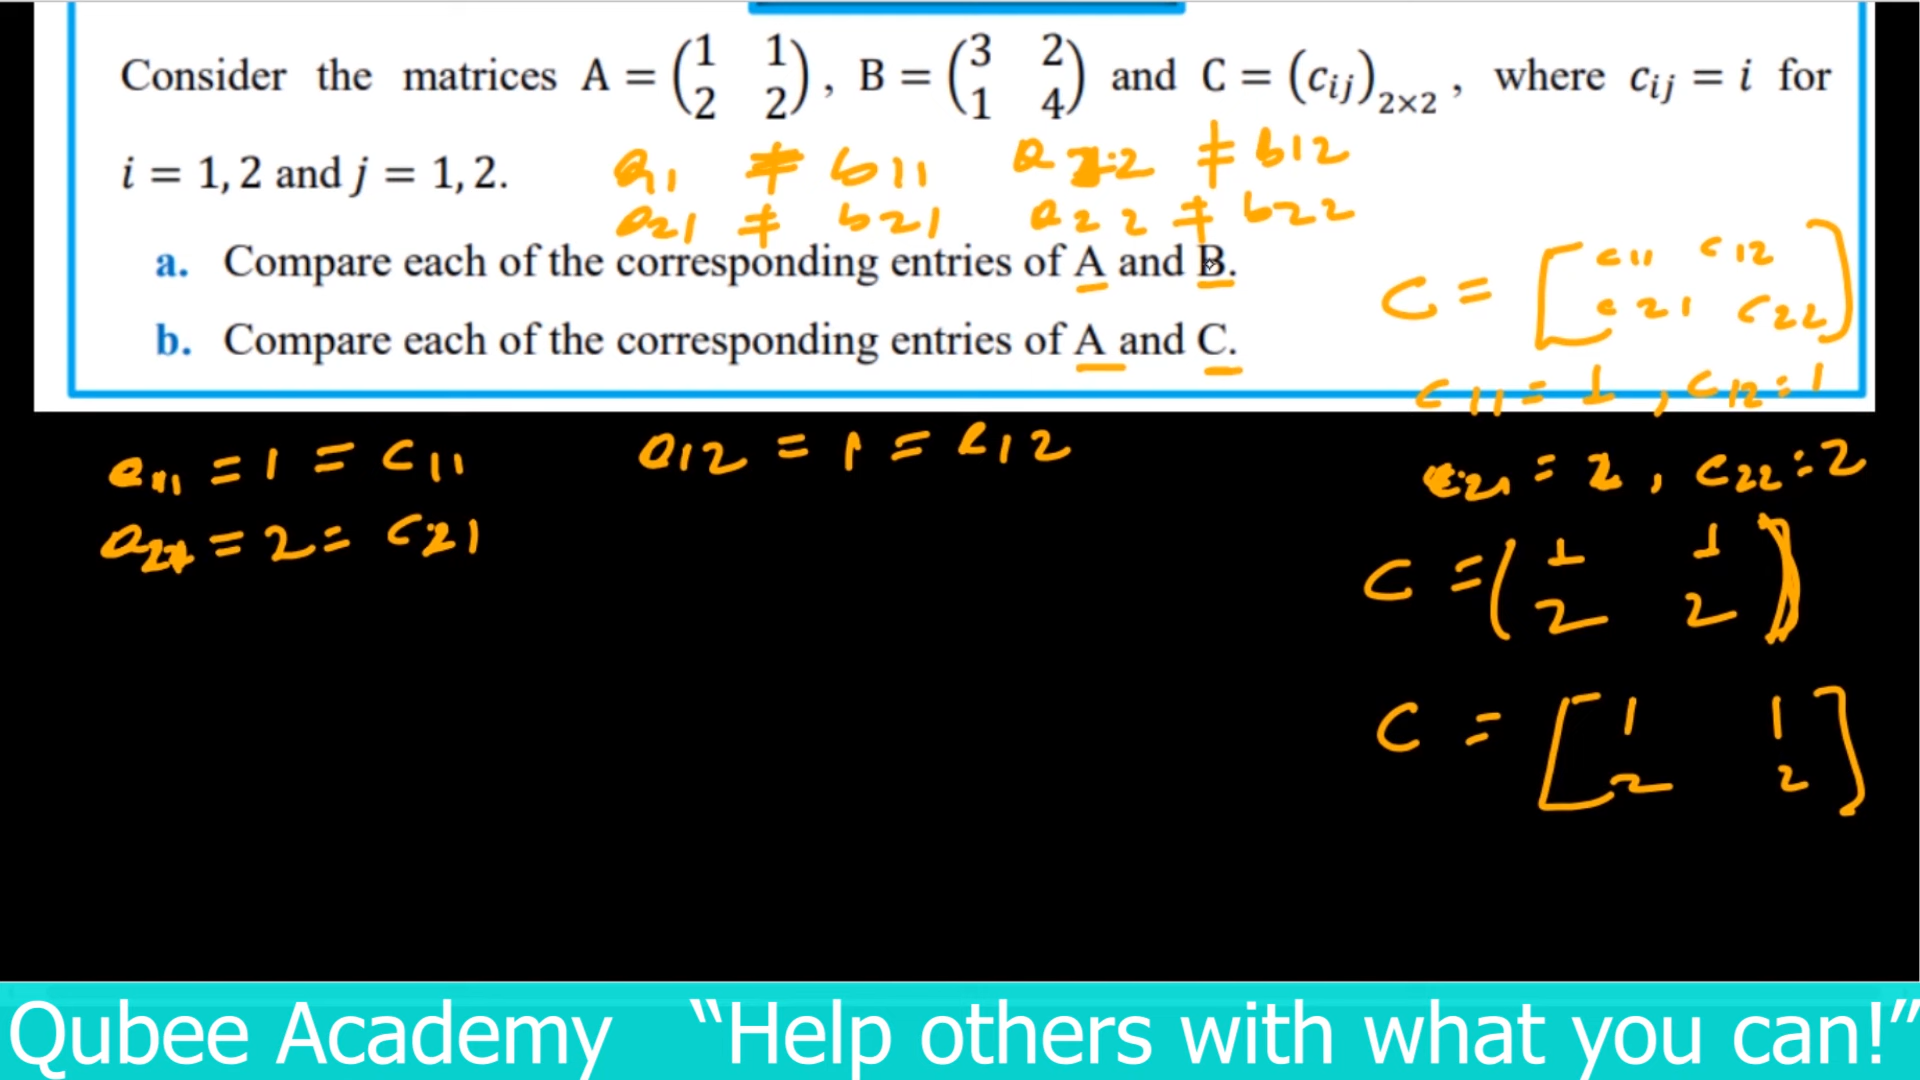 Consider the matrices A = (1 1 2 2), B = (3 2 1 4) and C = (cij)2×2, where cij = i for
i = 1, 2 and j = 1, 2.
a1 ≠ b11 a12 ≠ b12
a21 ≠ b21 a22 ≠ b22
a. Compare each of the corresponding entries of A and B.
b. Compare each of the corresponding entries of A and C.
C = [c11 c12
c21 c22]
c11 = 1, c12 = 1
c21 = 2, c22 = 2
a11 = 1 = c11 a12 = 1 = c12
= 2 = c21
C = (1 1
2 2)
C = [1 1
2 2]
Qubee Academy “Help others with what you can!”